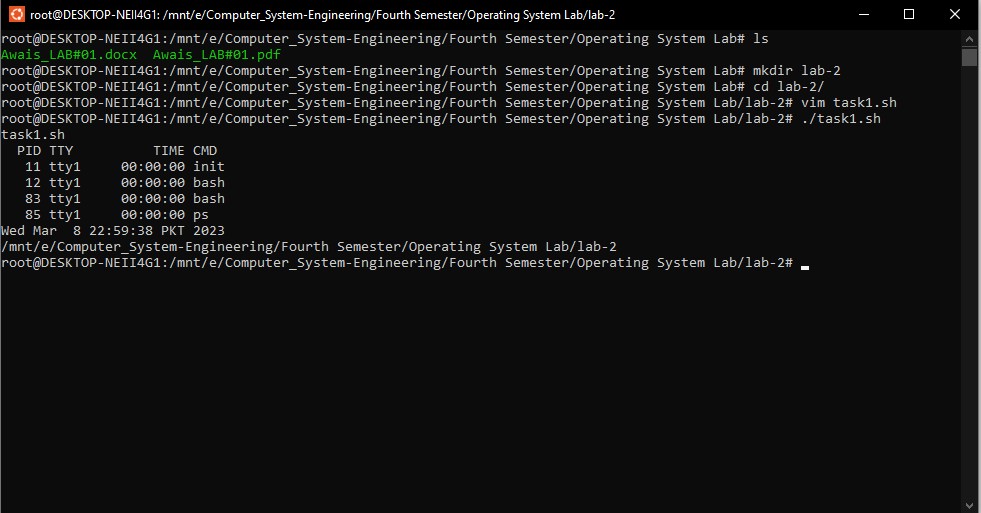 root@DESKTOP-NEII4G1: /mnt/e/Computer_System-Engineering/Fourth Semester/Operating System Lab/lab-2
root@DESKTOP-NEII4G1:/mnt/e/Computer_System-Engineering/Fourth Semester/Operating System Lab# ls
Awais_LAB#01.docx  Awais_LAB#01.pdf
root@DESKTOP-NEII4G1:/mnt/e/Computer_System-Engineering/Fourth Semester/Operating System Lab# mkdir lab-2
root@DESKTOP-NEII4G1:/mnt/e/Computer_System-Engineering/Fourth Semester/Operating System Lab# cd lab-2/
root@DESKTOP-NEII4G1:/mnt/e/Computer_System-Engineering/Fourth Semester/Operating System Lab/lab-2# vim task1.sh
root@DESKTOP-NEII4G1:/mnt/e/Computer_System-Engineering/Fourth Semester/Operating System Lab/lab-2# ./task1.sh
task1.sh
  PID TTY          TIME CMD
   11 tty1     00:00:00 init
   12 tty1     00:00:00 bash
   83 tty1     00:00:00 bash
   85 tty1     00:00:00 ps
Wed Mar  8 22:59:38 PKT 2023
/mnt/e/Computer_System-Engineering/Fourth Semester/Operating System Lab/lab-2
root@DESKTOP-NEII4G1:/mnt/e/Computer_System-Engineering/Fourth Semester/Operating System Lab/lab-2#